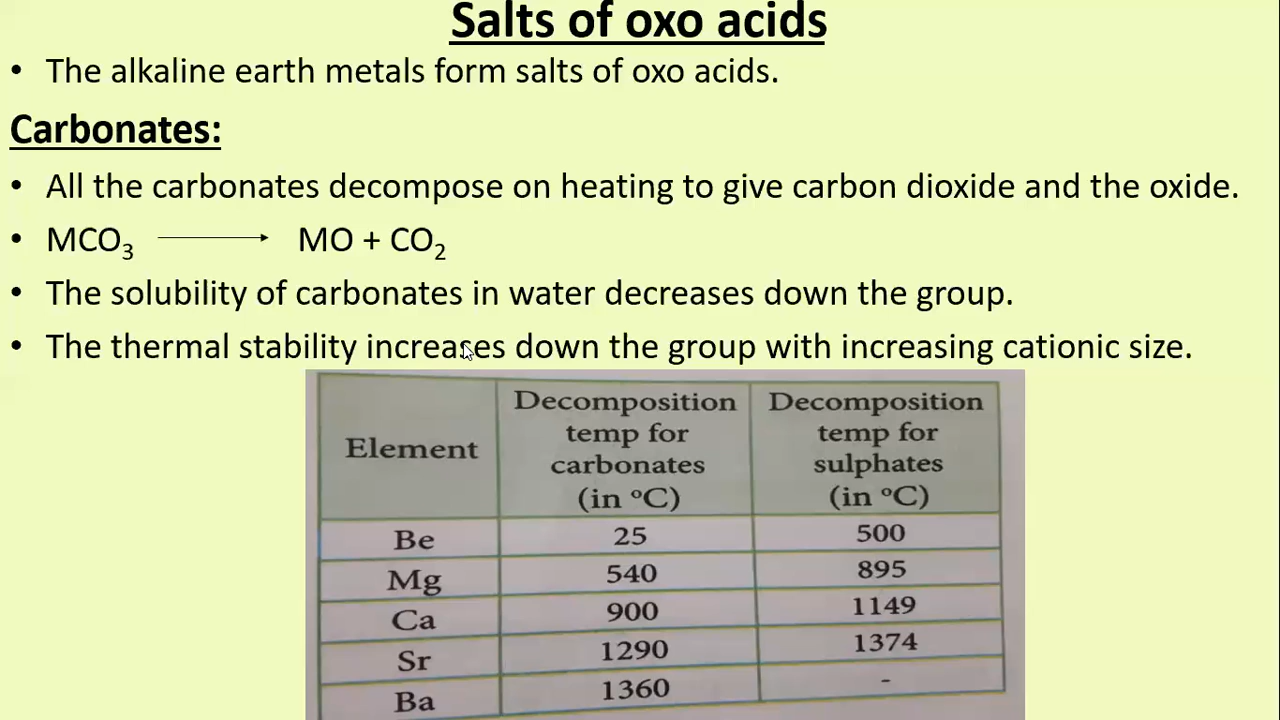 Salts of oxo acids
• The alkaline earth metals form salts of oxo acids.
Carbonates:
• All the carbonates decompose on heating to give carbon dioxide and the oxide.
• MCO₃ ⟶ MO + CO₂
• The solubility of carbonates in water decreases down the group.
• The thermal stability increases down the group with increasing cationic size.
Element | Decomposition temp for carbonates (in °C) | Decomposition temp for sulphates (in °C)
Be | 25 | 500
Mg | 540 | 895
Ca | 900 | 1149
Sr | 1290 | 1374
Ba | 1360 | -